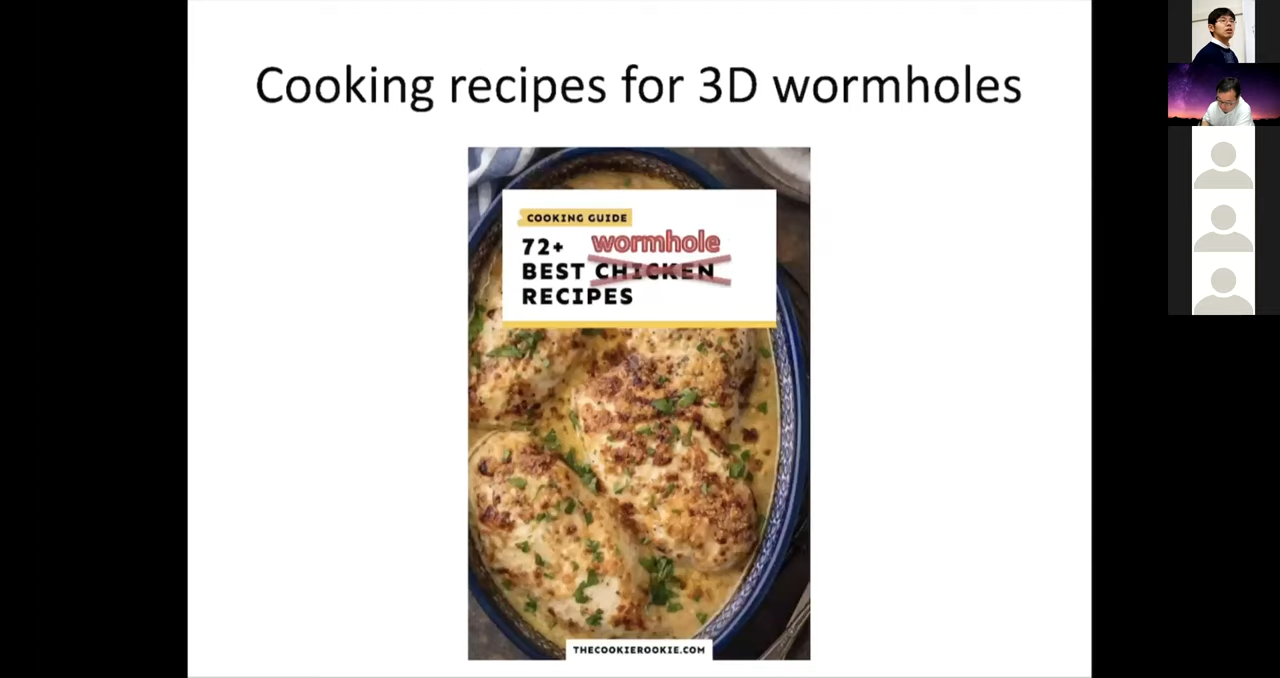 Cooking recipes for 3D wormholes
COOKING GUIDE
72+ wormhole
BEST CHICKEN
RECIPES
THECOOKIEROOKIE.COM